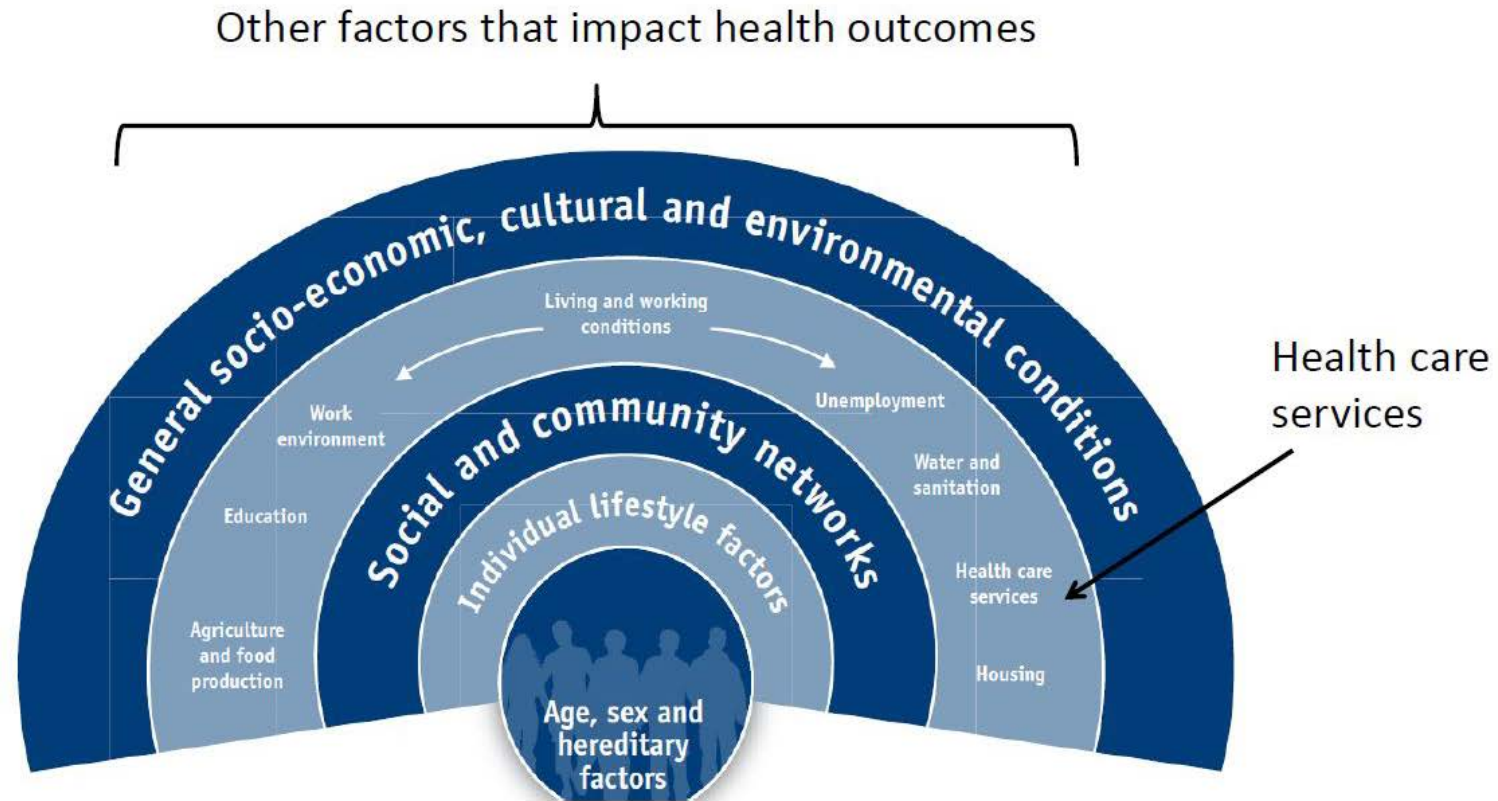 Other factors that impact health outcomes
General socio-economic, cultural and environmental conditions
Living and working
conditions
Work
environment
Education
Agriculture
and food
production
Unemployment
Water and
sanitation
Health care
services
Housing
Social and community networks
Individual lifestyle factors
Age, sex and
hereditary
factors
Health care
services